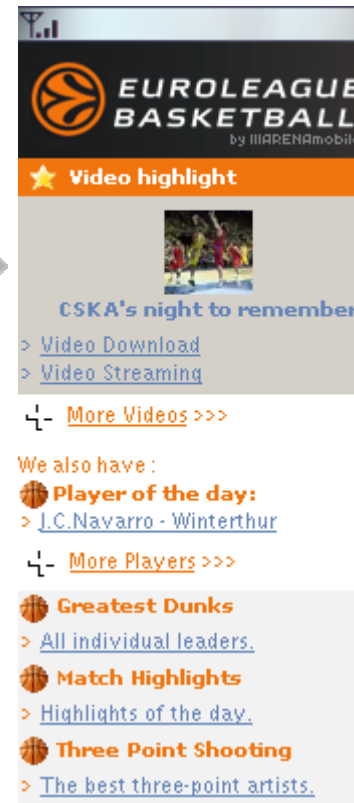 EUROLEAGUE
BASKETBALL
by ARENAmobile
Video highlight
CSKA's night to remember
> Video Download
> Video Streaming
More Videos >>>
We also have :
Player of the day:
> J.C.Navarro - Winterthur
More Players >>>
Greatest Dunks
> All individual leaders.
Match Highlights
> Highlights of the day.
Three Point Shooting
> The best three-point artists.